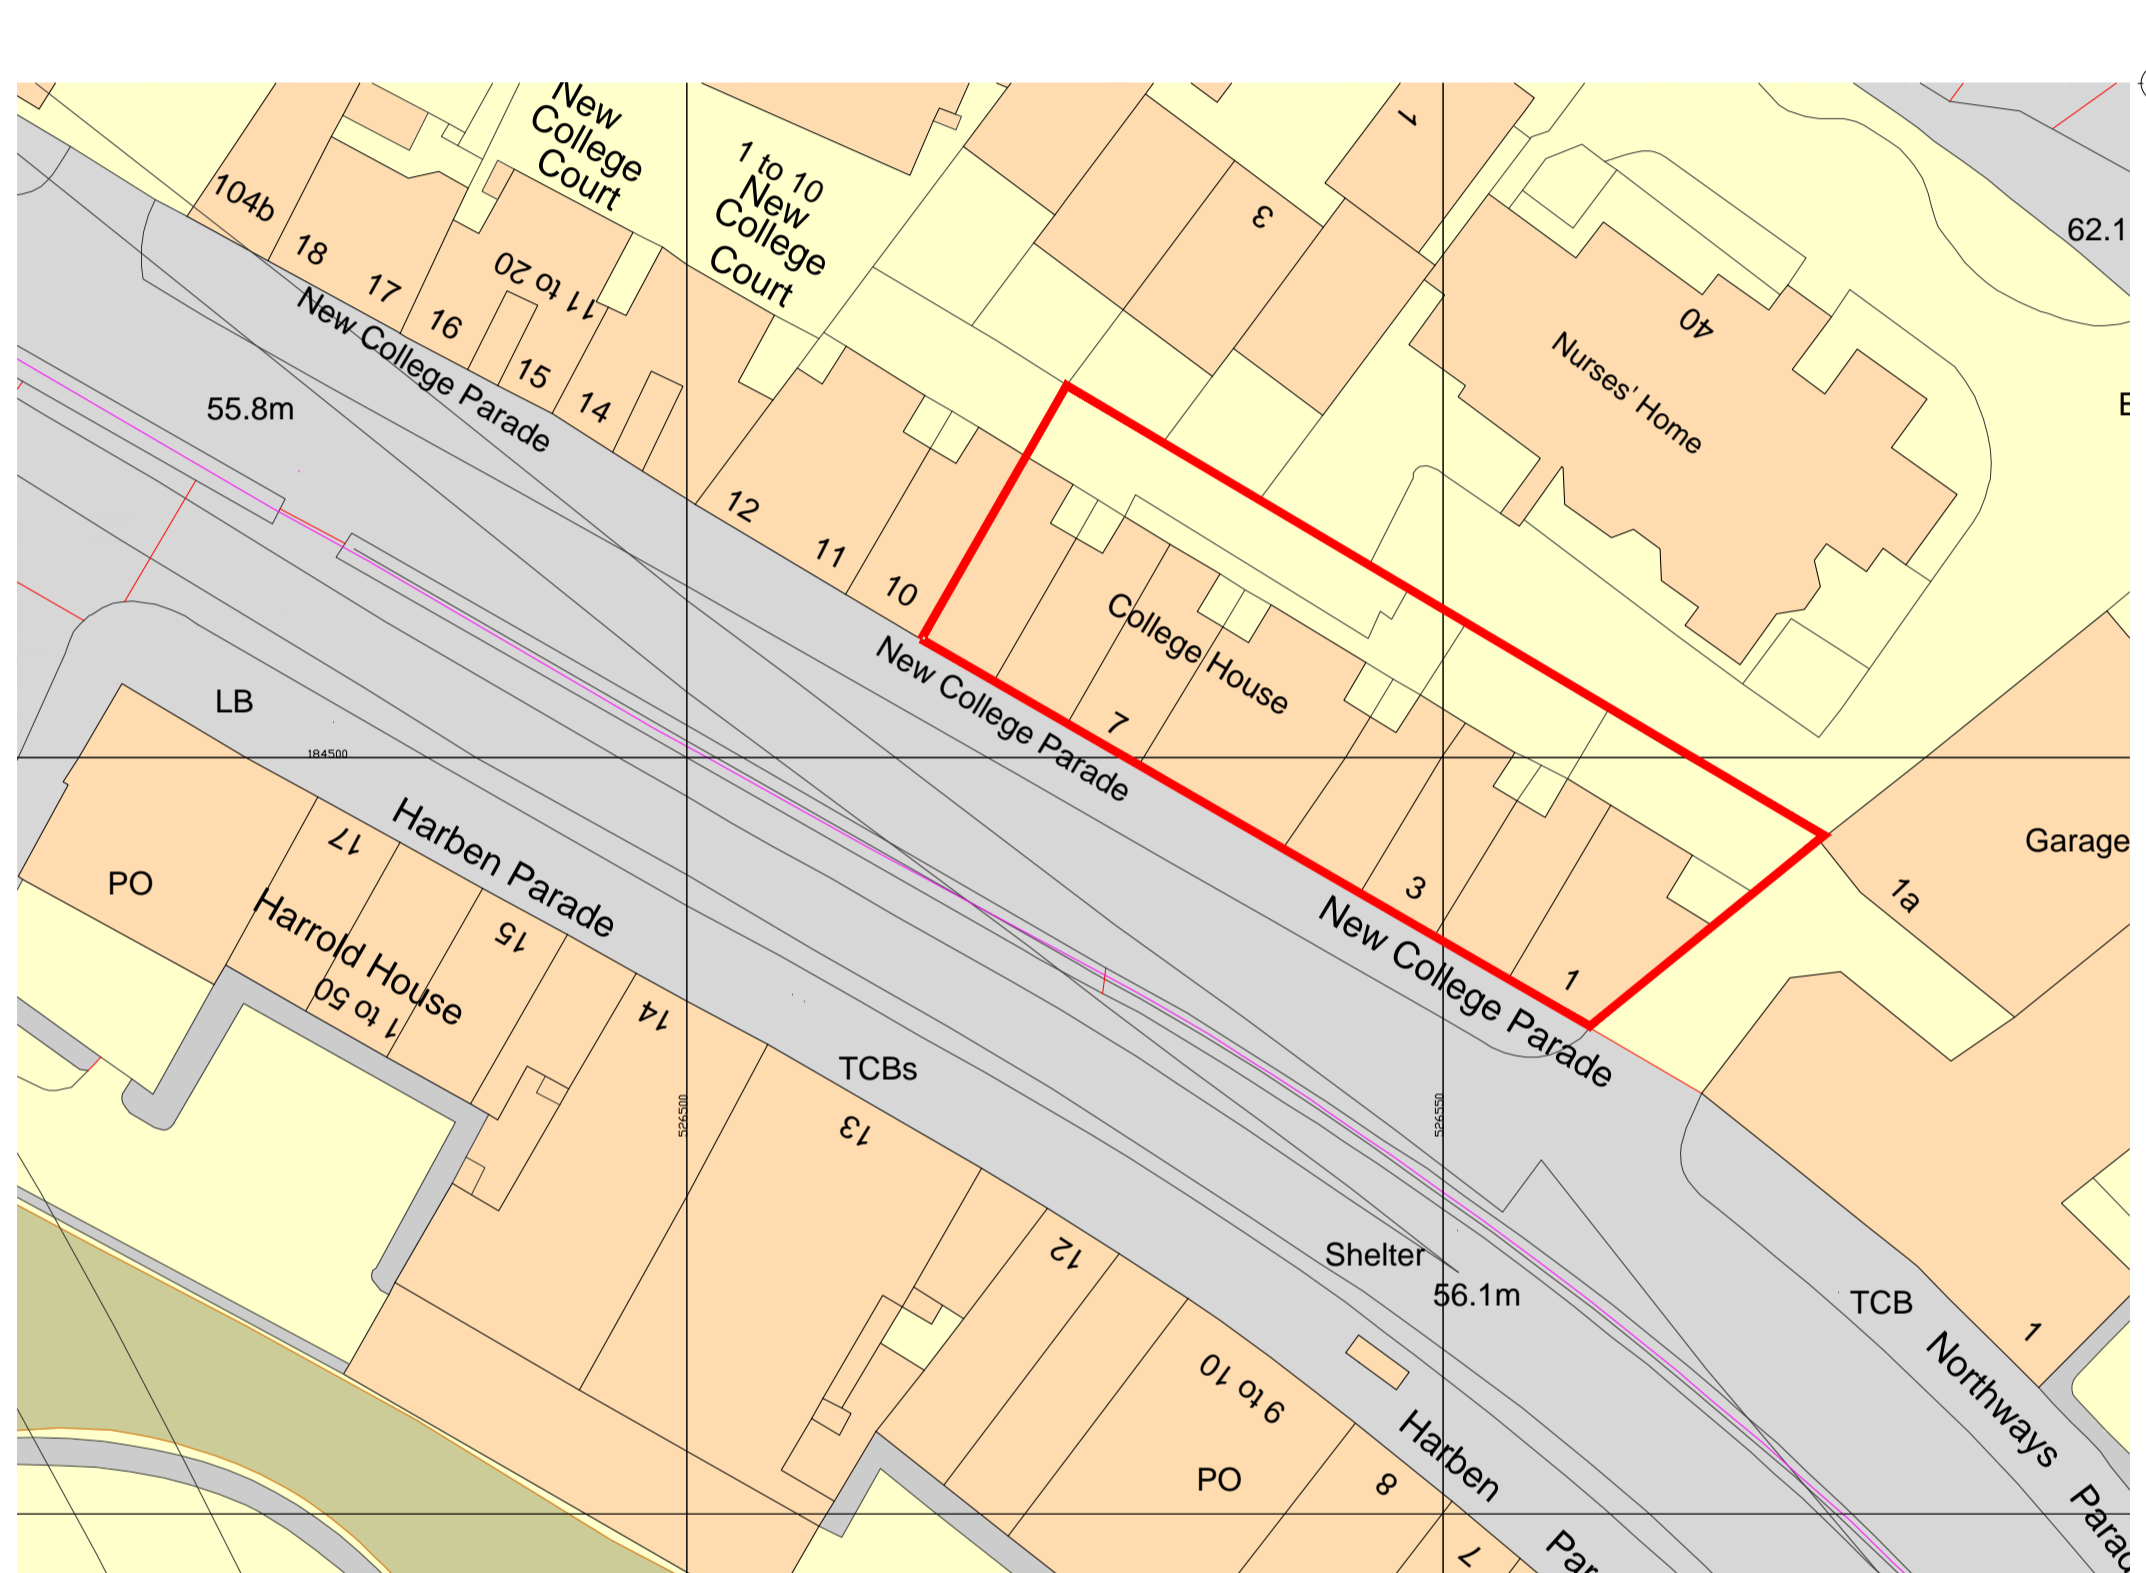 New
College
Court
1 to 10
New
College
Court
1
3
104b
18
17
16
11 to 20
15
14
New College Parade
62.1
40
Nurses' Home
55.8m
12
11
10
College House
7
New College Parade
LB
184500
Harben Parade
17
PO
Harrold House
1 to 50
15
14
3
1
New College Parade
Garage
1a
TCBs
13
526500
526550
12
Shelter
56.1m
TCB
1
Northways
9 to 10
PO
8
Harben
7